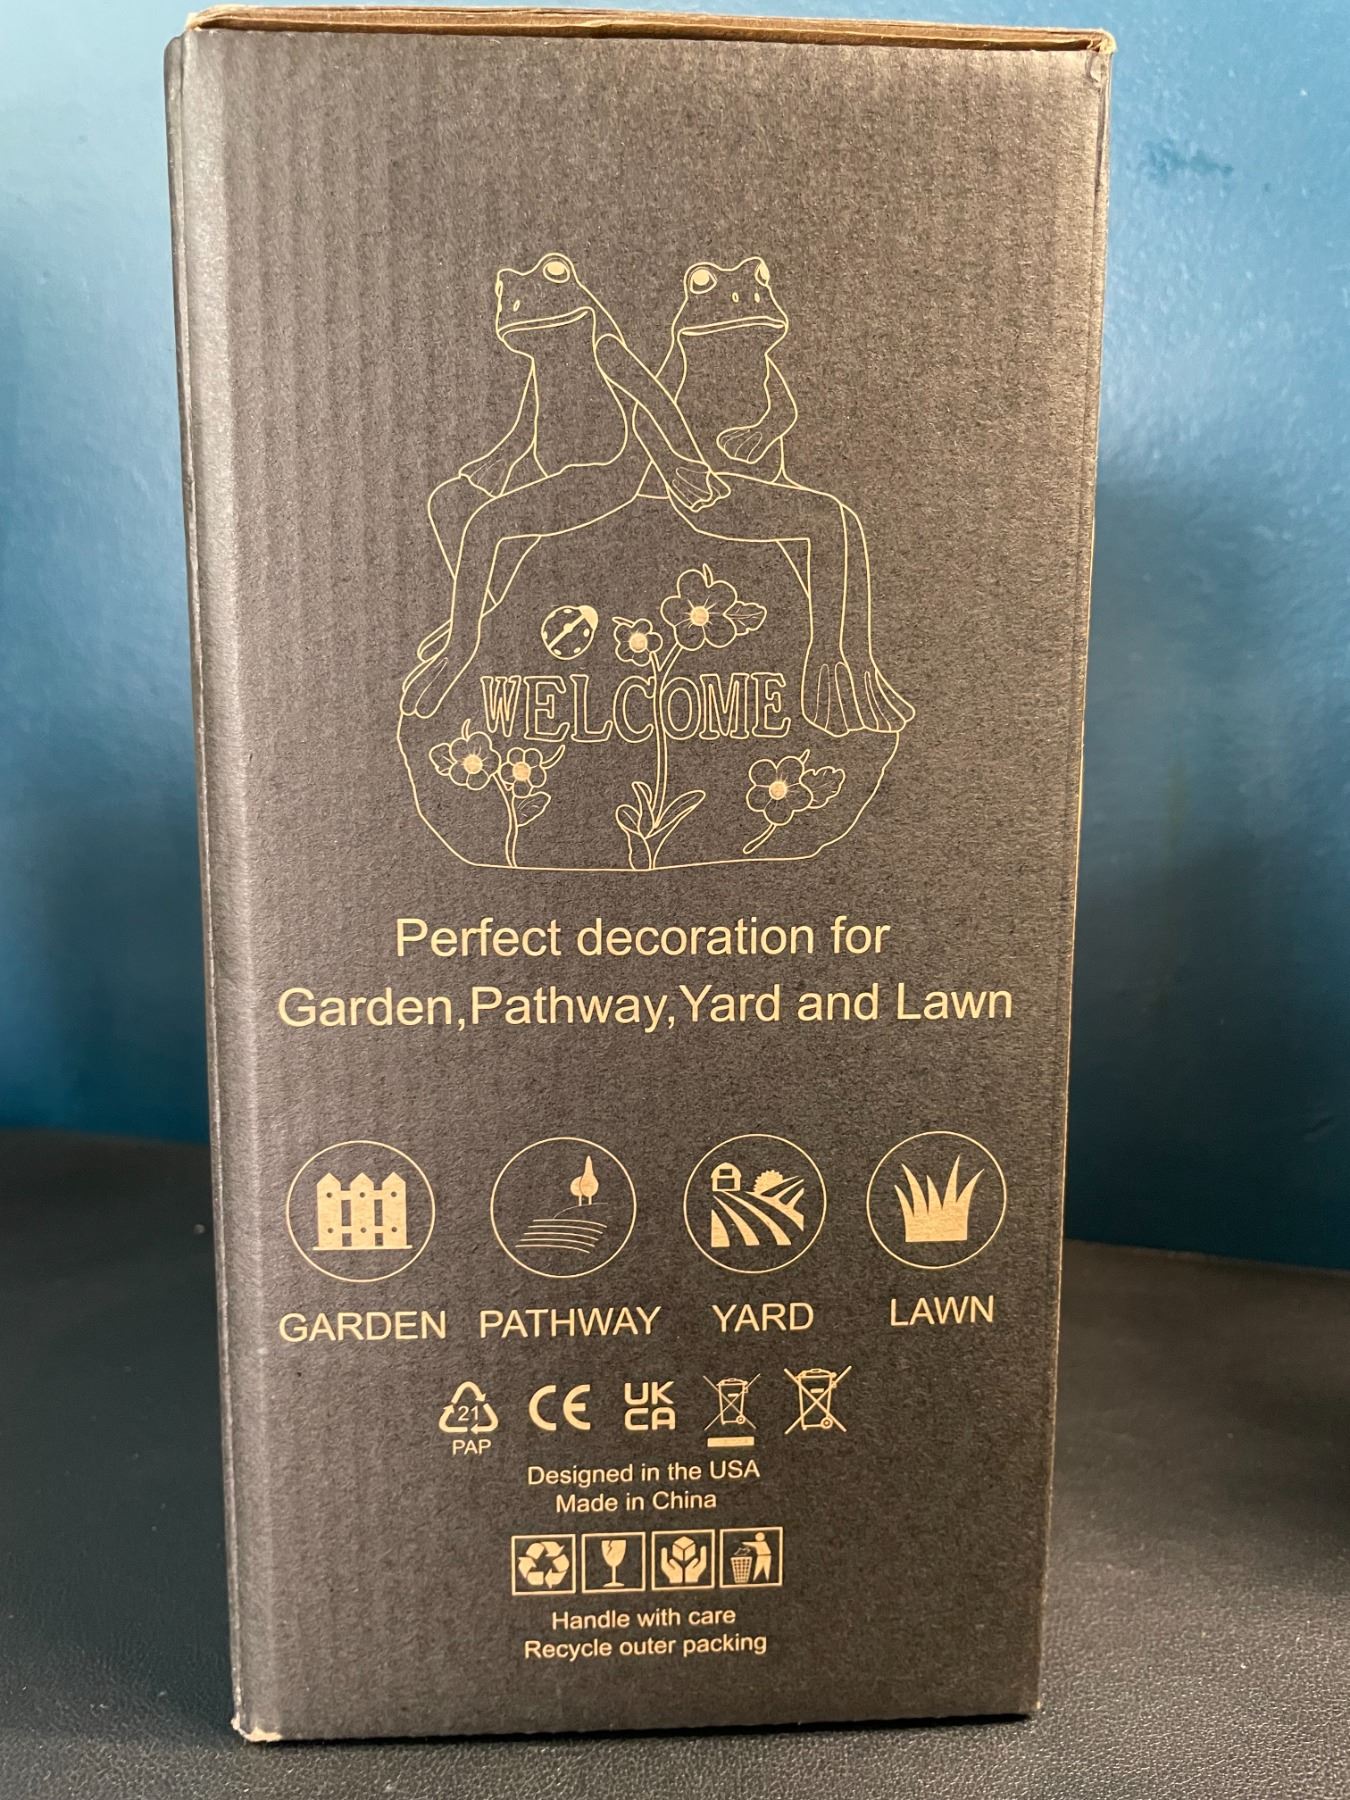 WELCOME
Perfect decoration for
Garden,Pathway,Yard and Lawn
GARDEN PATHWAY YARD LAWN
21
PAP
CE UK
CA
Designed in the USA
Made in China
Handle with care
Recycle outer packing